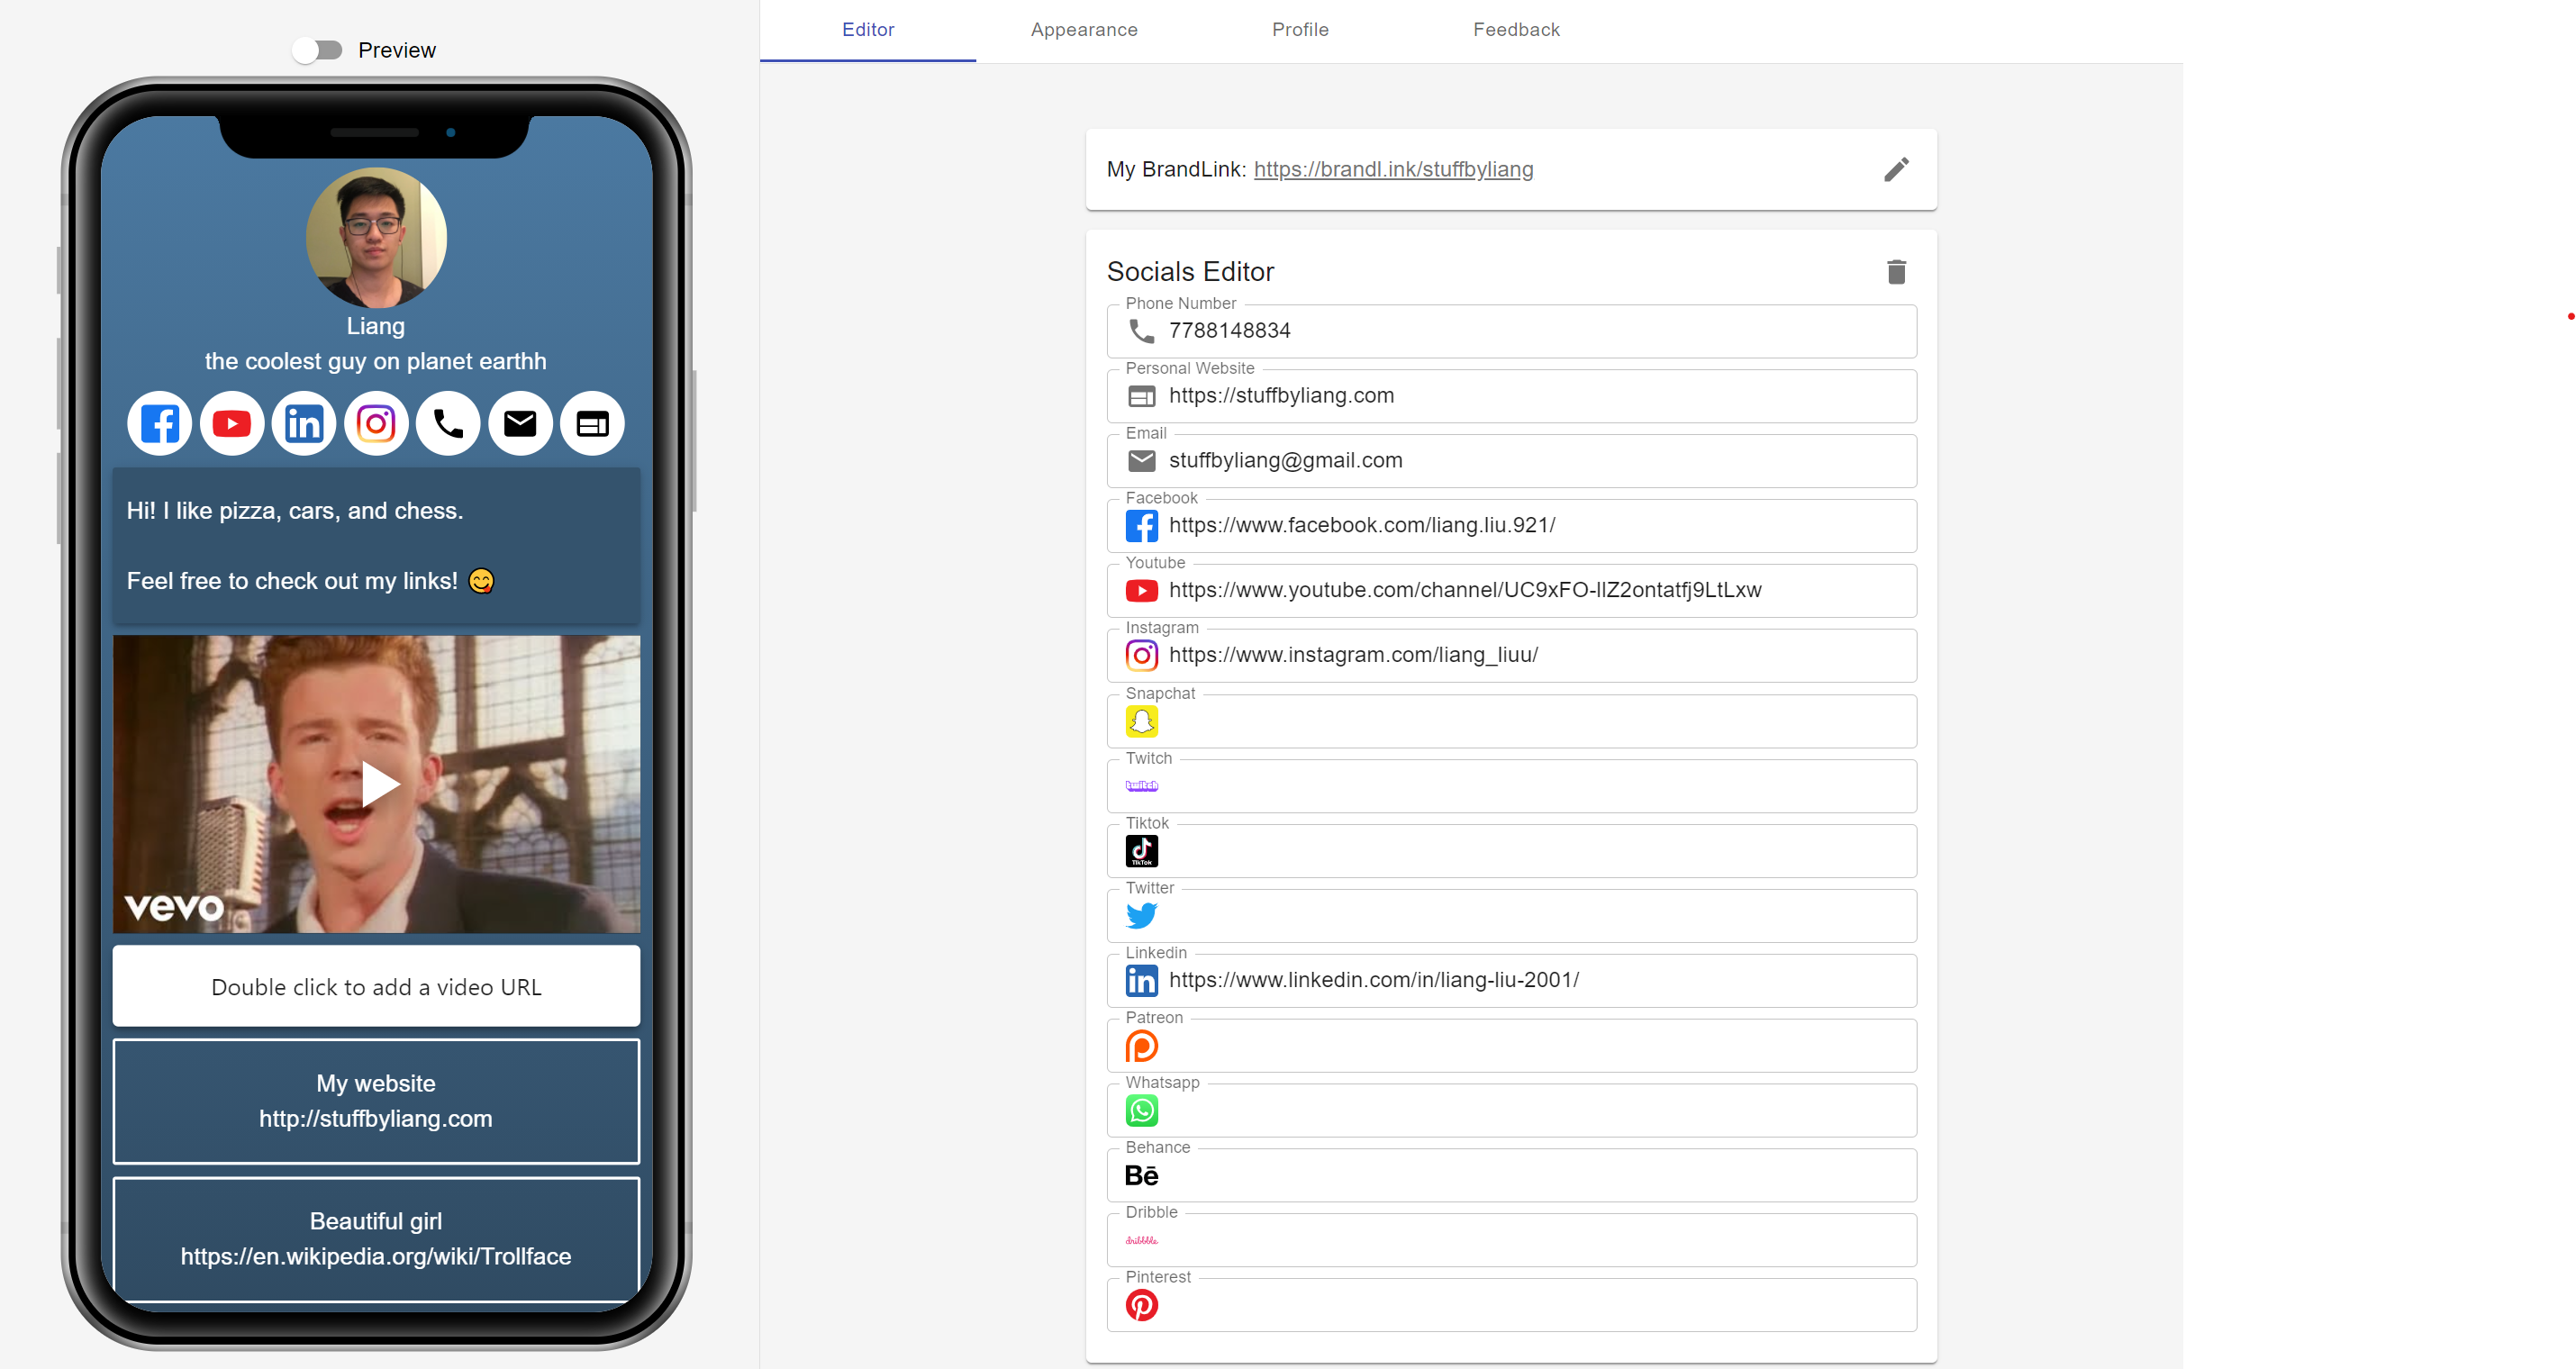 Preview
Liang
the coolest guy on planet earthh
Hi! I like pizza, cars, and chess.
Feel free to check out my links! 😋
vevo
Double click to add a video URL
My website
http://stuffbyliang.com
Beautiful girl
https://en.wikipedia.org/wiki/Trollface
Editor Appearance Profile Feedback
My BrandLink: https://brandl.ink/stuffbyliang
Socials Editor
Phone Number
7788148834
Personal Website
https://stuffbyliang.com
Email
stuffbyliang@gmail.com
Facebook
https://www.facebook.com/liang.liu.921/
Youtube
https://www.youtube.com/channel/UC9xFO-llZ2ontatfj9LtLxw
Instagram
https://www.instagram.com/liang_liuu/
Snapchat
Twitch
twitch
Tiktok
TikTok
Twitter
Linkedin
in https://www.linkedin.com/in/liang-liu-2001/
Patreon
Whatsapp
Behance
Bē
Dribble
dribbble
Pinterest